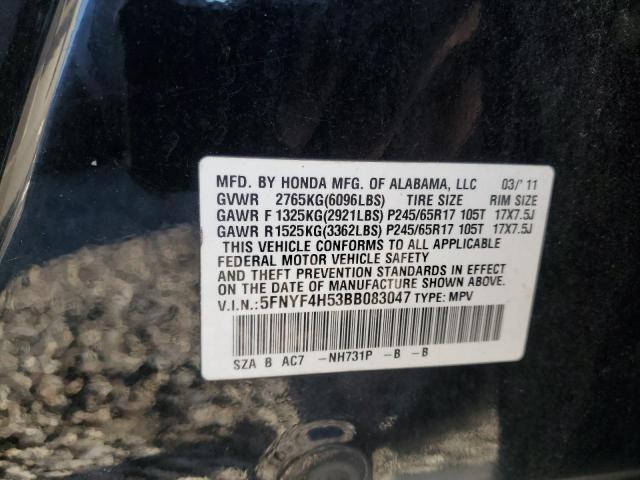 MFD. BY HONDA MFG. OF ALABAMA, LLC 03/'11
GVWR 2765KG(6096LBS) TIRE SIZE RIM SIZE
GAWR F 1325KG(2921LBS) P245/65R17 105T 17X7.5J
GAWR R1525KG(3362LBS) P245/65R17 105T 17X7.5J
THIS VEHICLE CONFORMS TO ALL APPLICABLE
FEDERAL MOTOR VEHICLE SAFETY
AND THEFT PREVENTION STANDARDS IN EFFECT
ON THE DATE OF MANUFACTURE SHOWN ABOVE.
V.I.N.:5FNYF4H53BB083047 TYPE: MPV
SZA B AC7 -NH731P -B -B